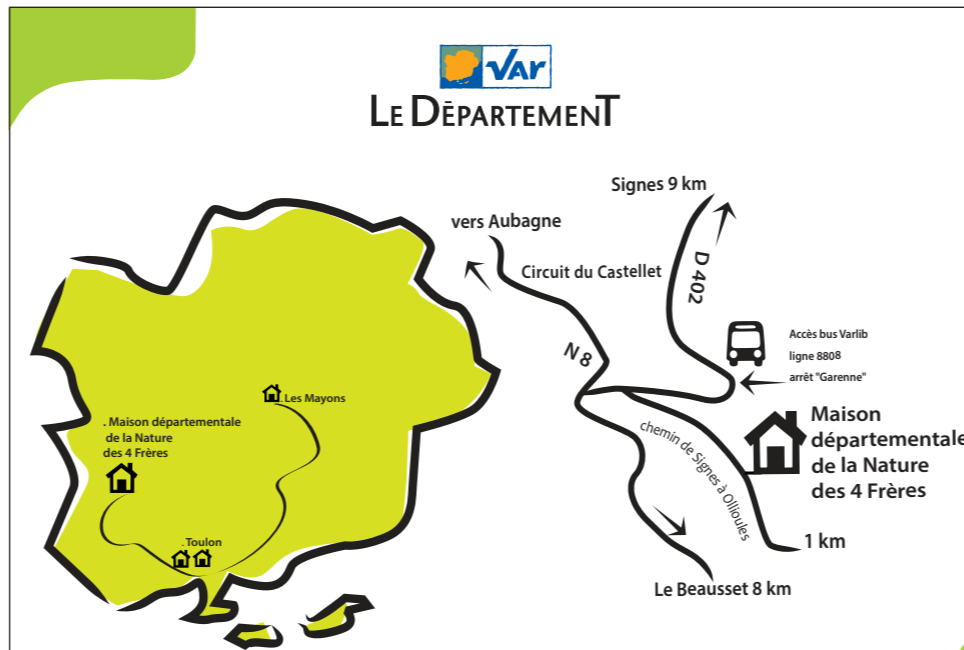 VAr
LE DÉPARTEMENT
Signes 9 km
vers Aubagne
Circuit du Castellet
D 402
N 8
Accès bus Varlib
ligne 8808
arrêt "Garenne"
Maison
départementale
de la Nature
des 4 Frères
chemin de Signes à Ollioules
1 km
Le Beausset 8 km
. Les Mayons
. Maison départementale
de la Nature
des 4 Frères
. Toulon